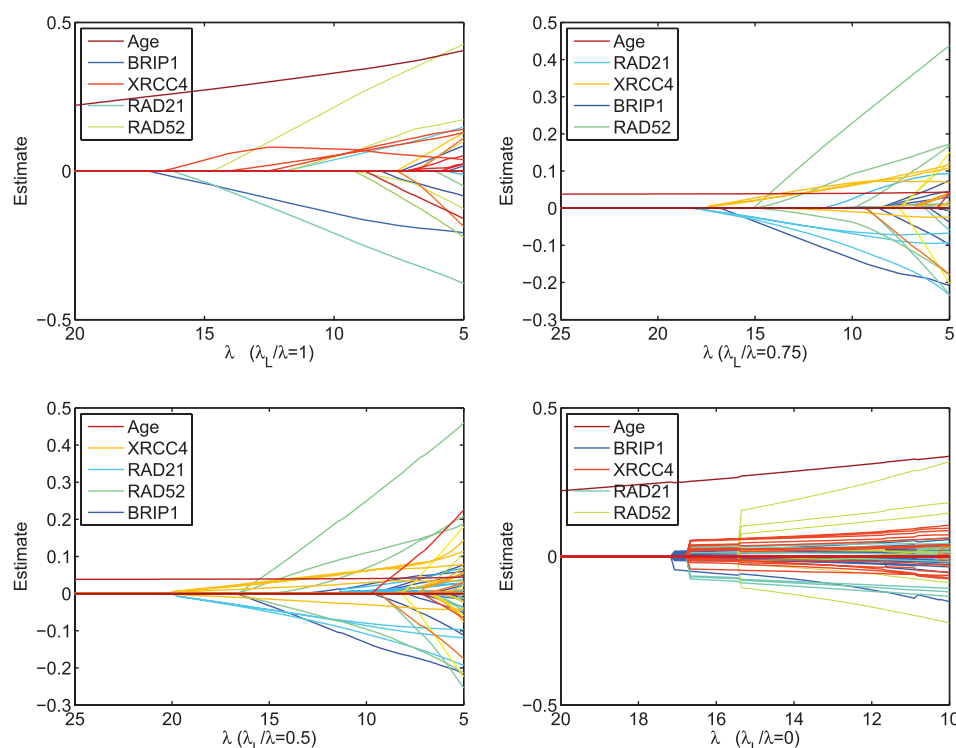 0.5
0
−0.5
Estimate
Age
BRIP1
XRCC4
RAD21
RAD52
20
15
10
5
λ (λ_L/λ=1)
0.5
0.4
0.3
0.2
0.1
0
−0.1
−0.2
−0.3
Estimate
Age
RAD21
XRCC4
BRIP1
RAD52
25
20
15
10
5
λ (λ_L/λ=0.75)
0.5
0.4
0.3
0.2
0.1
0
−0.1
−0.2
−0.3
Estimate
Age
XRCC4
RAD21
RAD52
BRIP1
25
20
15
10
5
λ (λ_L/λ=0.5)
0.5
0
−0.5
Estimate
Age
BRIP1
XRCC4
RAD21
RAD52
20
18
16
14
12
10
λ (λ_L/λ=0)